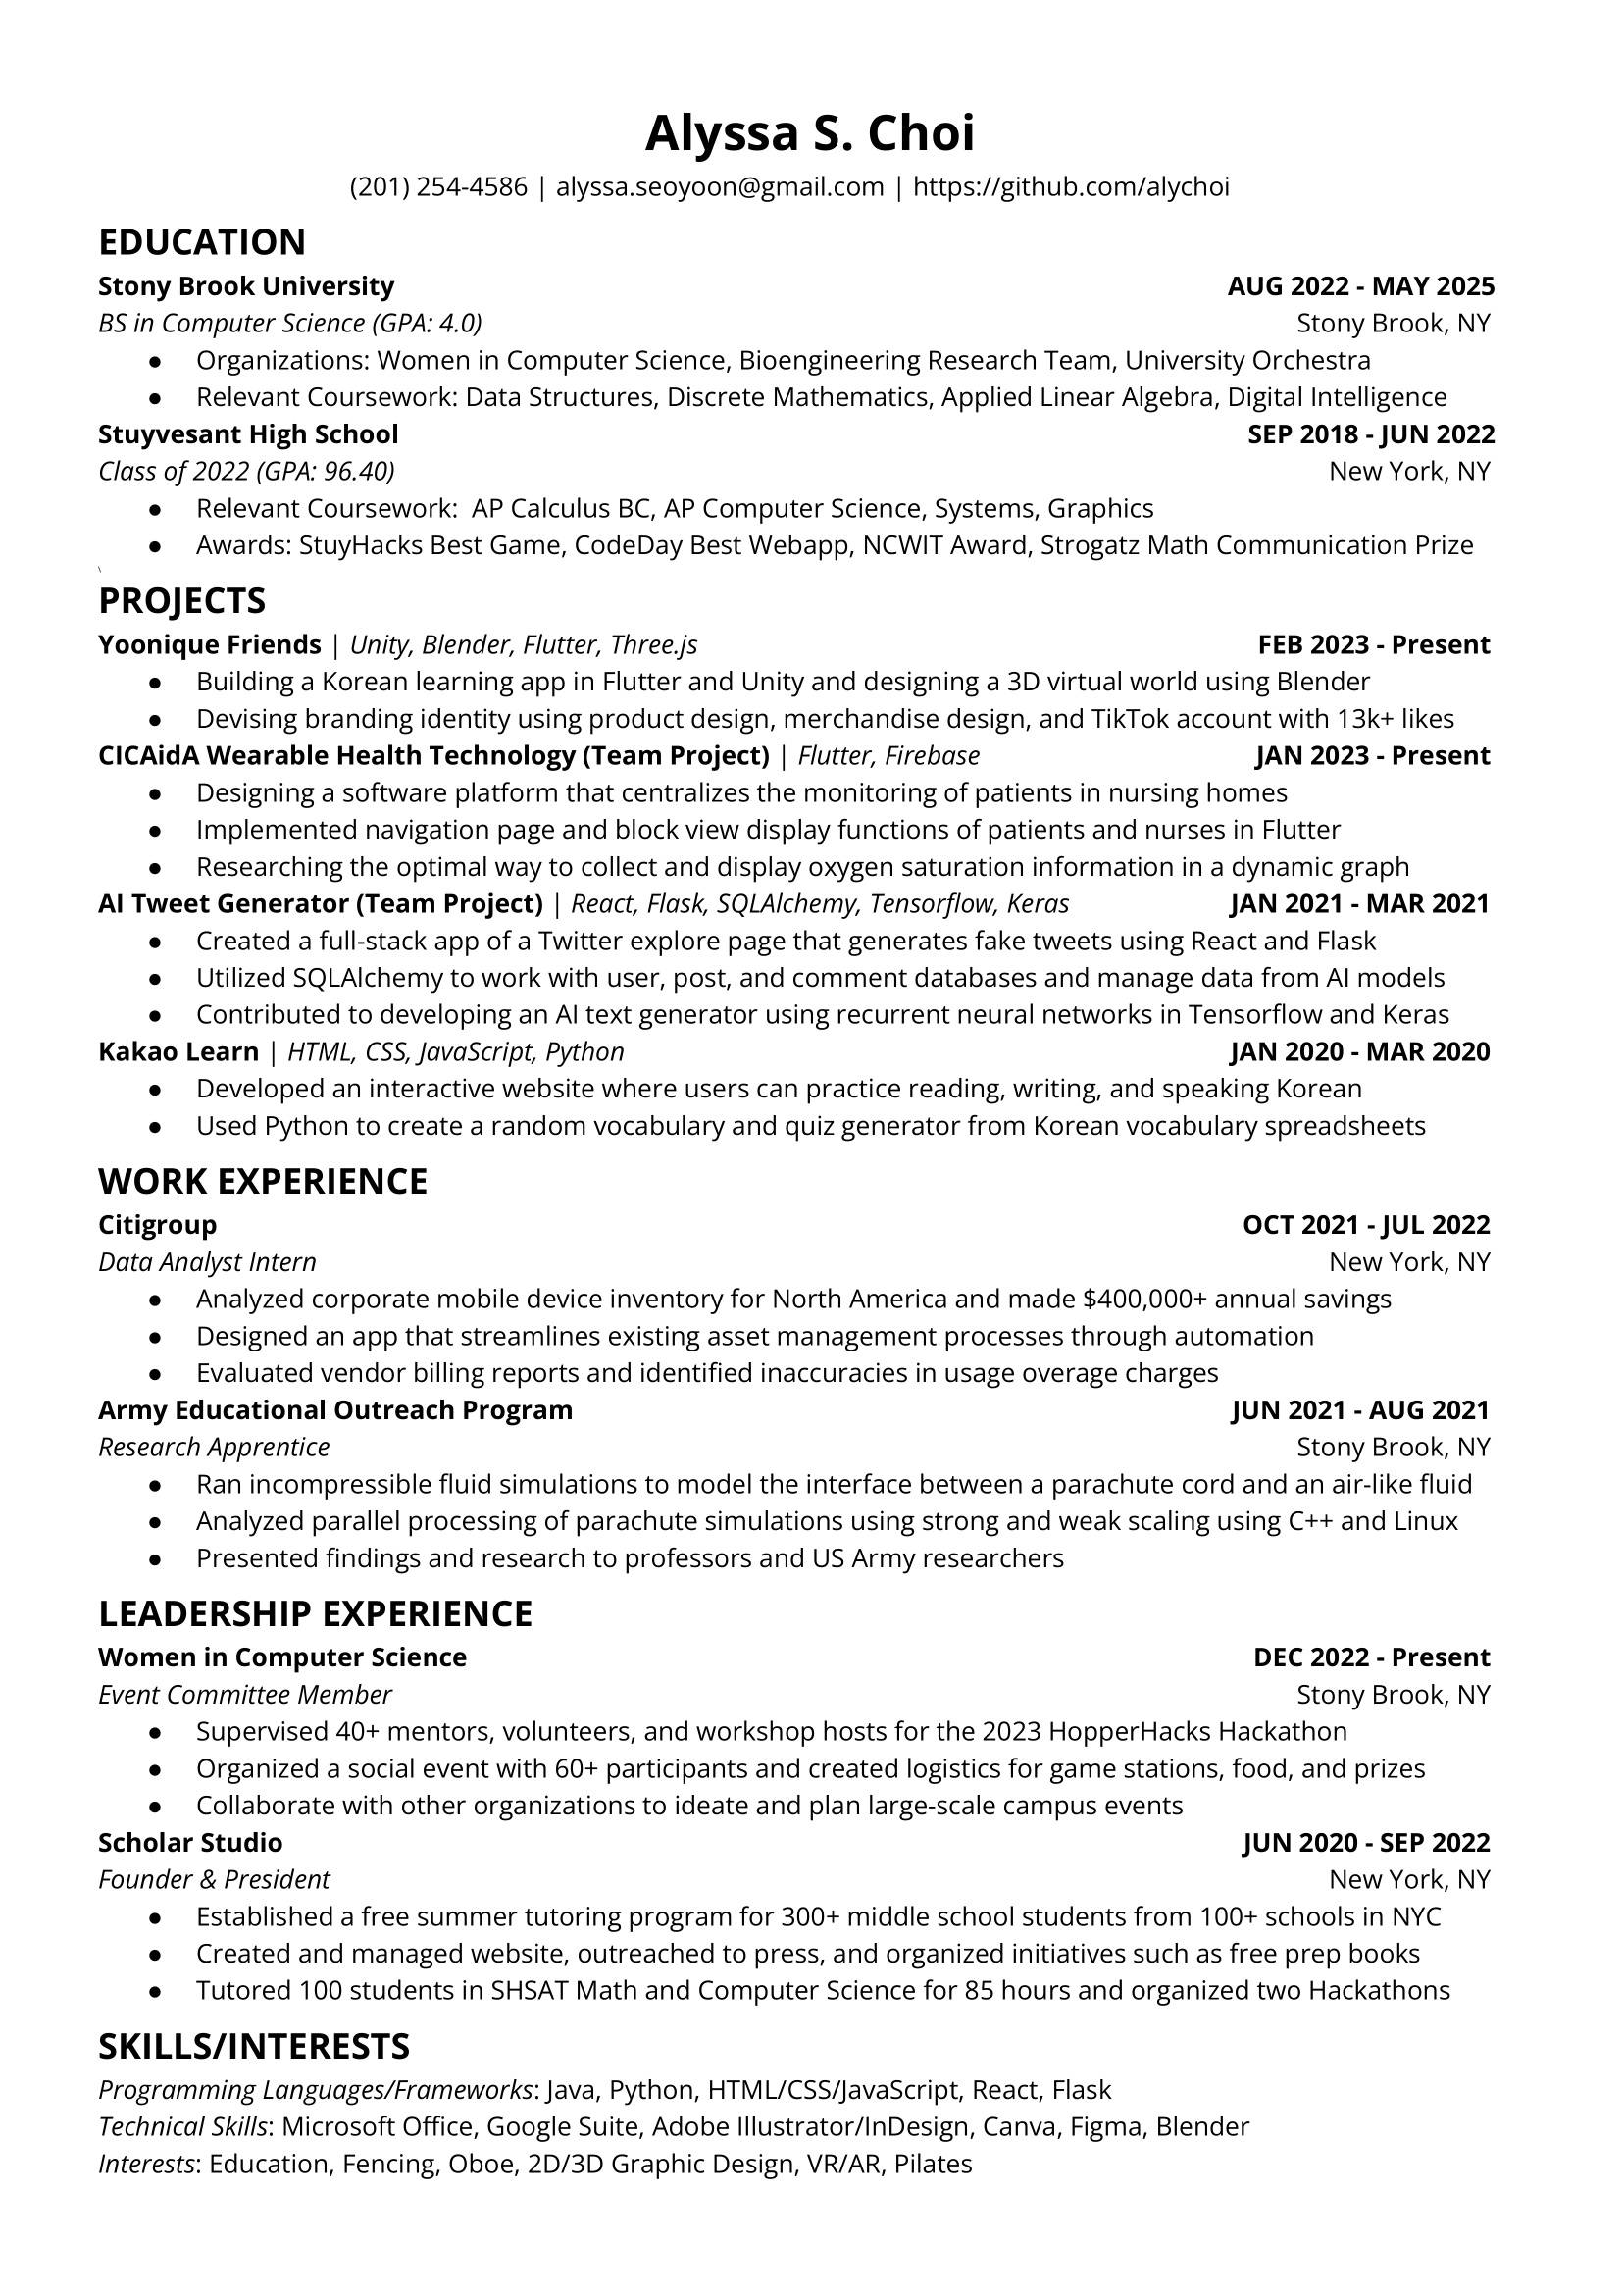 Alyssa S. Choi
(201) 254-4586 | alyssa.seoyoon@gmail.com | https://github.com/alychoi
EDUCATION
Stony Brook University AUG 2022 - MAY 2025
BS in Computer Science (GPA: 4.0) Stony Brook, NY
● Organizations: Women in Computer Science, Bioengineering Research Team, University Orchestra
● Relevant Coursework: Data Structures, Discrete Mathematics, Applied Linear Algebra, Digital Intelligence
Stuyvesant High School SEP 2018 - JUN 2022
Class of 2022 (GPA: 96.40) New York, NY
● Relevant Coursework:  AP Calculus BC, AP Computer Science, Systems, Graphics
● Awards: StuyHacks Best Game, CodeDay Best Webapp, NCWIT Award, Strogatz Math Communication Prize
\
PROJECTS
Yoonique Friends | Unity, Blender, Flutter, Three.js FEB 2023 - Present
● Building a Korean learning app in Flutter and Unity and designing a 3D virtual world using Blender
● Devising branding identity using product design, merchandise design, and TikTok account with 13k+ likes
CICAidA Wearable Health Technology (Team Project) | Flutter, Firebase JAN 2023 - Present
● Designing a software platform that centralizes the monitoring of patients in nursing homes
● Implemented navigation page and block view display functions of patients and nurses in Flutter
● Researching the optimal way to collect and display oxygen saturation information in a dynamic graph
AI Tweet Generator (Team Project) | React, Flask, SQLAlchemy, Tensorflow, Keras JAN 2021 - MAR 2021
● Created a full-stack app of a Twitter explore page that generates fake tweets using React and Flask
● Utilized SQLAlchemy to work with user, post, and comment databases and manage data from AI models
● Contributed to developing an AI text generator using recurrent neural networks in Tensorflow and Keras
Kakao Learn | HTML, CSS, JavaScript, Python JAN 2020 - MAR 2020
● Developed an interactive website where users can practice reading, writing, and speaking Korean
● Used Python to create a random vocabulary and quiz generator from Korean vocabulary spreadsheets
WORK EXPERIENCE
Citigroup OCT 2021 - JUL 2022
Data Analyst Intern New York, NY
● Analyzed corporate mobile device inventory for North America and made $400,000+ annual savings
● Designed an app that streamlines existing asset management processes through automation
● Evaluated vendor billing reports and identified inaccuracies in usage overage charges
Army Educational Outreach Program JUN 2021 - AUG 2021
Research Apprentice Stony Brook, NY
● Ran incompressible fluid simulations to model the interface between a parachute cord and an air-like fluid
● Analyzed parallel processing of parachute simulations using strong and weak scaling using C++ and Linux
● Presented findings and research to professors and US Army researchers
LEADERSHIP EXPERIENCE
Women in Computer Science DEC 2022 - Present
Event Committee Member Stony Brook, NY
● Supervised 40+ mentors, volunteers, and workshop hosts for the 2023 HopperHacks Hackathon
● Organized a social event with 60+ participants and created logistics for game stations, food, and prizes
● Collaborate with other organizations to ideate and plan large-scale campus events
Scholar Studio JUN 2020 - SEP 2022
Founder & President New York, NY
● Established a free summer tutoring program for 300+ middle school students from 100+ schools in NYC
● Created and managed website, outreached to press, and organized initiatives such as free prep books
● Tutored 100 students in SHSAT Math and Computer Science for 85 hours and organized two Hackathons
SKILLS/INTERESTS
Programming Languages/Frameworks: Java, Python, HTML/CSS/JavaScript, React, Flask
Technical Skills: Microsoft Office, Google Suite, Adobe Illustrator/InDesign, Canva, Figma, Blender
Interests: Education, Fencing, Oboe, 2D/3D Graphic Design, VR/AR, Pilates